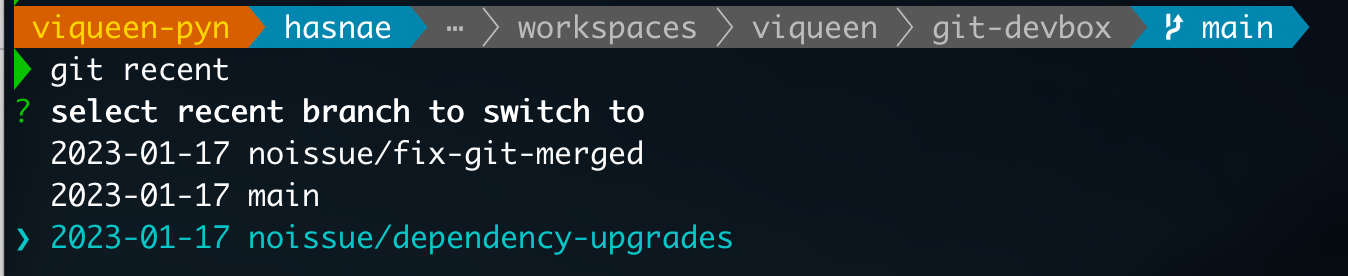 viqueen-pyn hasnae ⋯ workspaces viqueen git-devbox main
git recent
? select recent branch to switch to
2023-01-17 noissue/fix-git-merged
2023-01-17 main
❯ 2023-01-17 noissue/dependency-upgrades